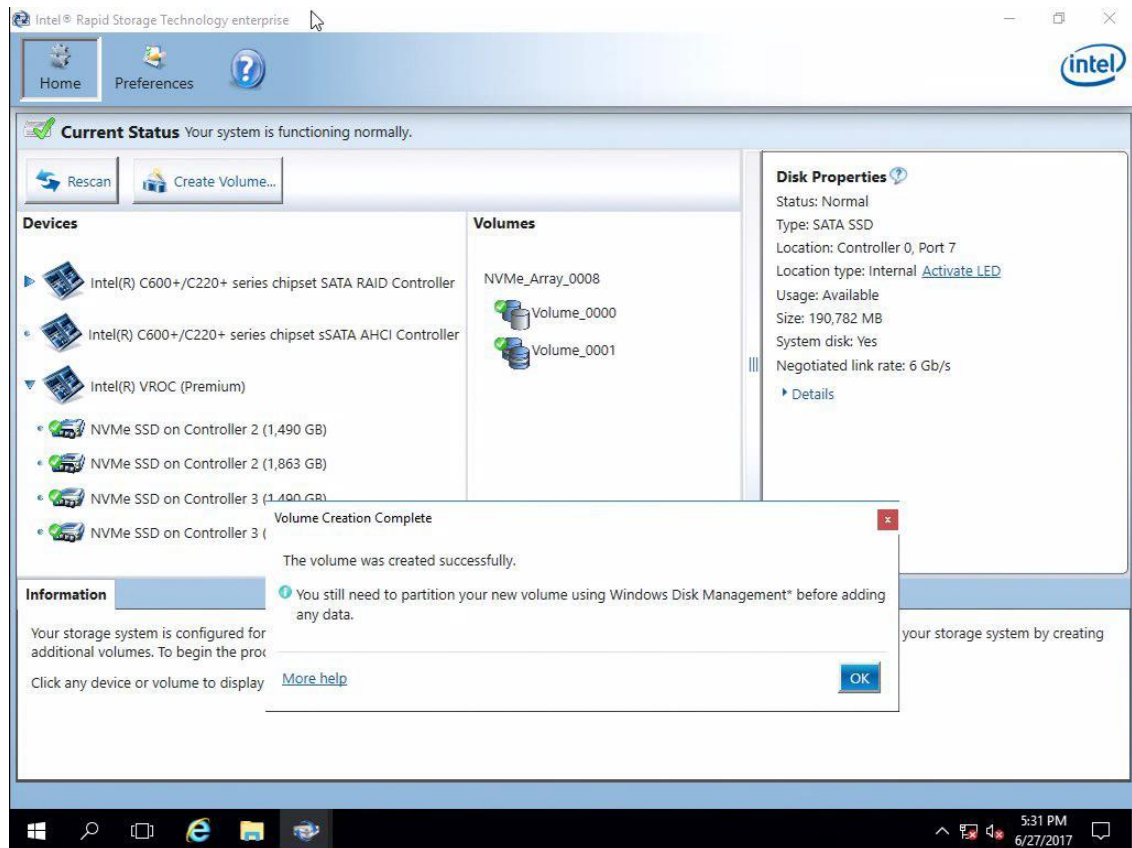 Intel® Rapid Storage Technology enterprise
Home
Preferences
intel
Current Status Your system is functioning normally.
Rescan
Create Volume...
Devices
Intel(R) C600+/C220+ series chipset SATA RAID Controller
Intel(R) C600+/C220+ series chipset sSATA AHCI Controller
Intel(R) VROC (Premium)
NVMe SSD on Controller 2 (1,490 GB)
NVMe SSD on Controller 2 (1,863 GB)
NVMe SSD on Controller 3 (1,490 GB)
NVMe SSD on Controller 3 (
Volumes
NVMe_Array_0008
Volume_0000
Volume_0001
Disk Properties
Status: Normal
Type: SATA SSD
Location: Controller 0, Port 7
Location type: Internal Activate LED
Usage: Available
Size: 190,782 MB
System disk: Yes
Negotiated link rate: 6 Gb/s
Details
Volume Creation Complete
The volume was created successfully.
You still need to partition your new volume using Windows Disk Management* before adding
any data.
More help
OK
Information
Your storage system is configured for your storage system by creating
additional volumes. To begin the proc
Click any device or volume to display
5:31 PM
6/27/2017